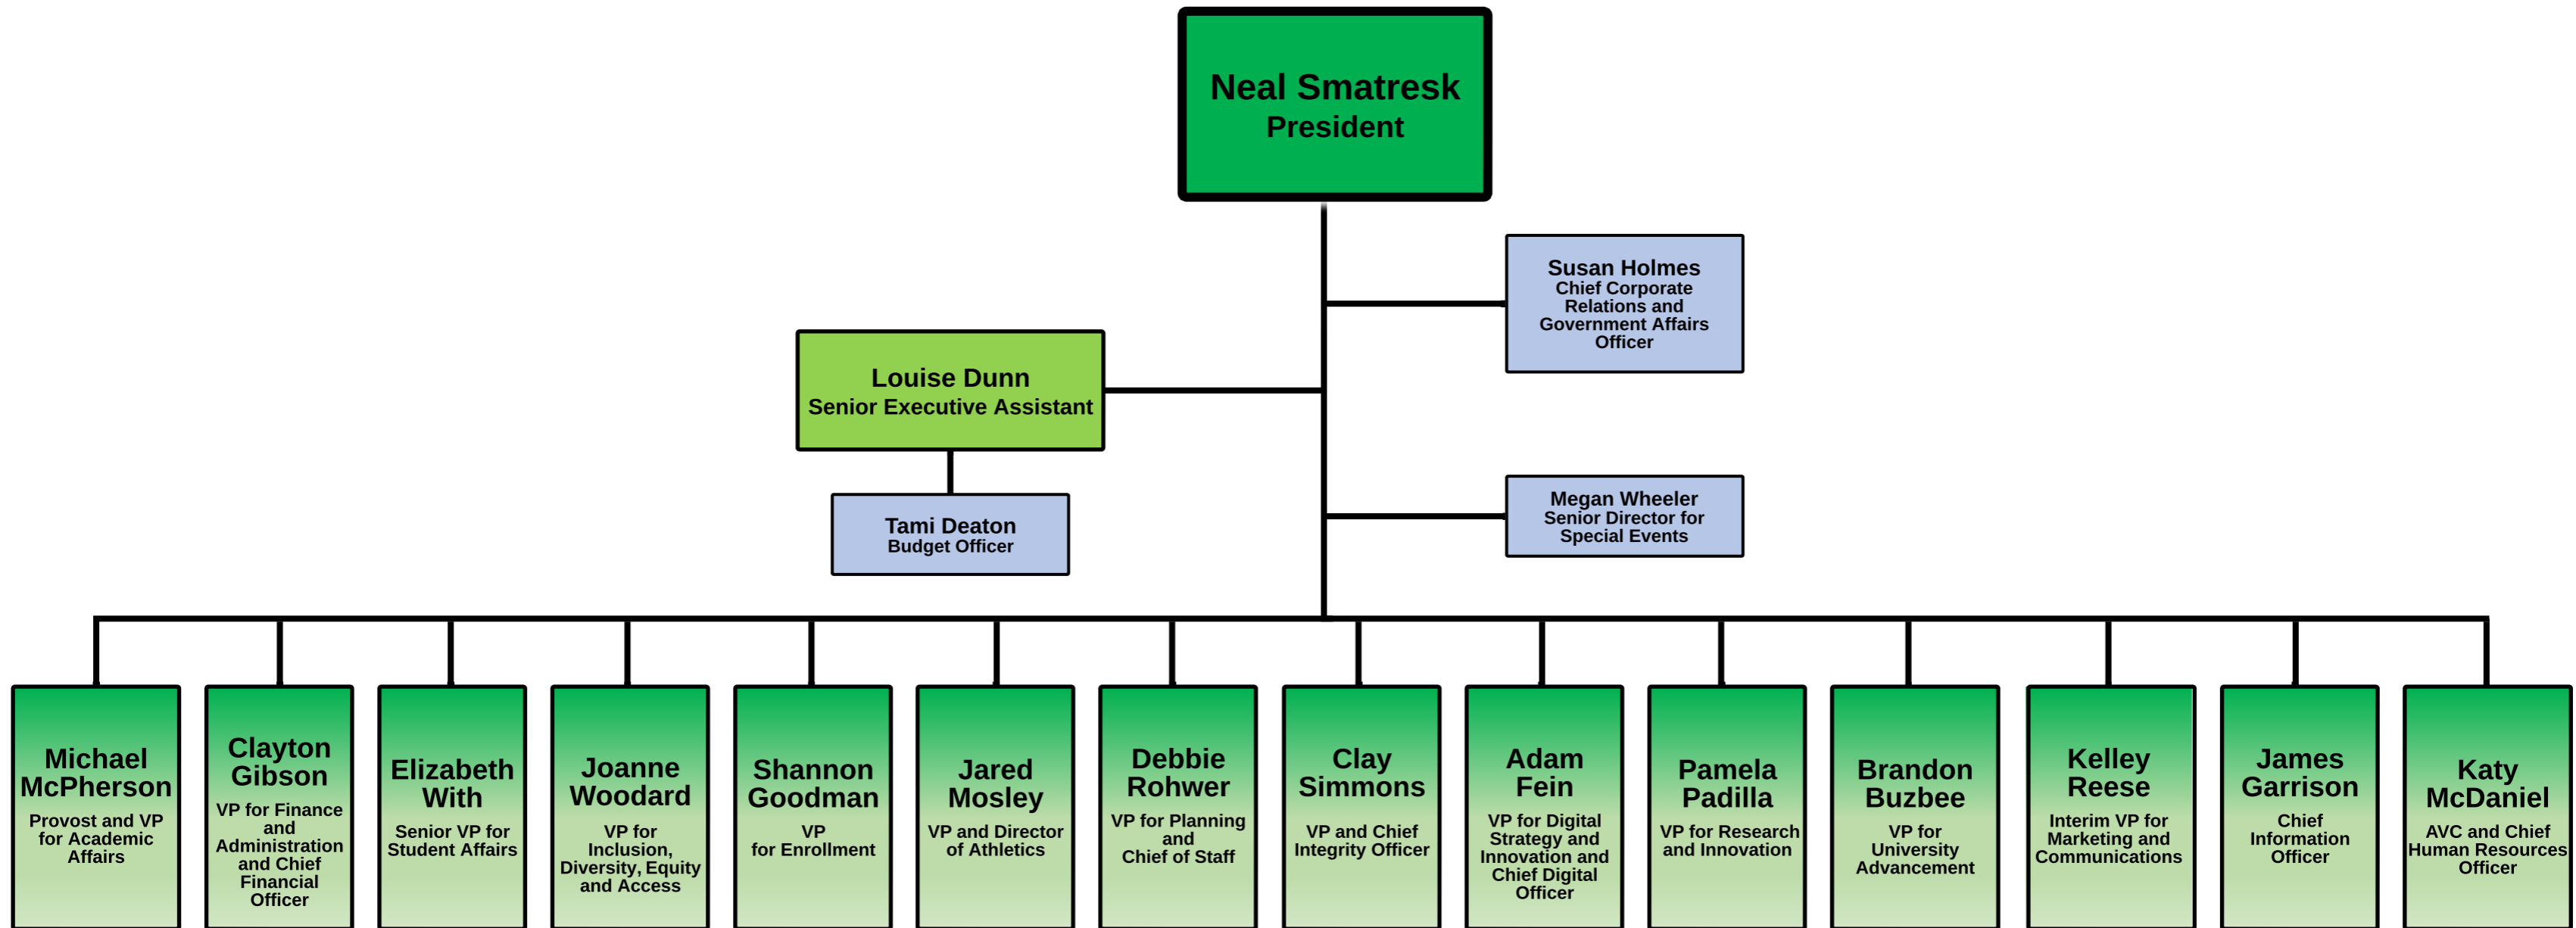 Neal Smatresk
President
Susan Holmes
Chief Corporate
Relations and
Government Affairs
Officer
Louise Dunn
Senior Executive Assistant
Megan Wheeler
Senior Director for
Special Events
Tami Deaton
Budget Officer
Michael
McPherson
Provost and VP
for Academic
Affairs
Clayton
Gibson
VP for Finance
and
Administration
and Chief
Financial
Officer
Elizabeth
With
Senior VP for
Student Affairs
Joanne
Woodard
VP for
Inclusion,
Diversity, Equity
and Access
Shannon
Goodman
VP
for Enrollment
Jared
Mosley
VP and Director
of Athletics
Debbie
Rohwer
VP for Planning
and
Chief of Staff
Clay
Simmons
VP and Chief
Integrity Officer
Adam
Fein
VP for Digital
Strategy and
Innovation and
Chief Digital
Officer
Pamela
Padilla
VP for Research
and Innovation
Brandon
Buzbee
VP for
University
Advancement
Kelley
Reese
Interim VP for
Marketing and
Communications
James
Garrison
Chief
Information
Officer
Katy
McDaniel
AVC and Chief
Human Resources
Officer